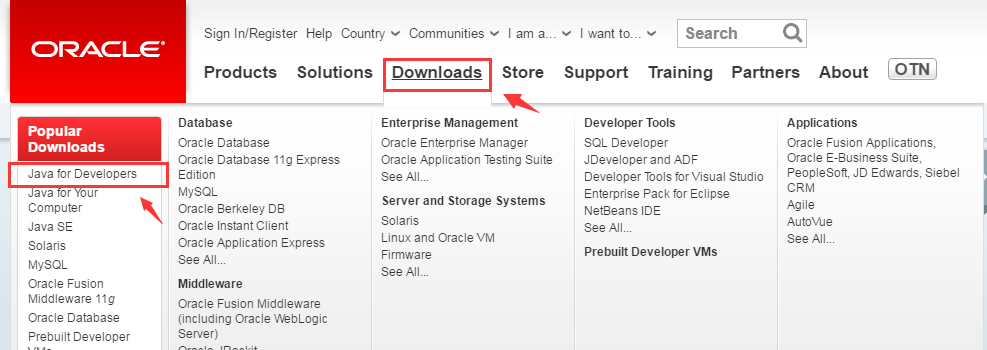 ORACLE
Sign In/Register Help Country Communities I am a... I want to... Search
Products Solutions Downloads Store Support Training Partners About OTN
Popular
Downloads
Java for Developers
Java for Your
Computer
Java SE
Solaris
MySQL
Oracle Fusion
Middleware 11g
Oracle Database
Prebuilt Developer
VMs
Database
Oracle Database
Oracle Database 11g Express
Edition
MySQL
Oracle Berkeley DB
Oracle Instant Client
Oracle Application Express
See All...
Middleware
Oracle Fusion Middleware
(including Oracle WebLogic
Server)
Oracle JRockit
Enterprise Management
Oracle Enterprise Manager
Oracle Application Testing Suite
See All...
Server and Storage Systems
Solaris
Linux and Oracle VM
Firmware
See All...
Developer Tools
SQL Developer
JDeveloper and ADF
Developer Tools for Visual Studio
Enterprise Pack for Eclipse
NetBeans IDE
See All...
Prebuilt Developer VMs
Applications
Oracle Fusion Applications,
Oracle E-Business Suite,
PeopleSoft, JD Edwards, Siebel
CRM
Agile
AutoVue
See All...